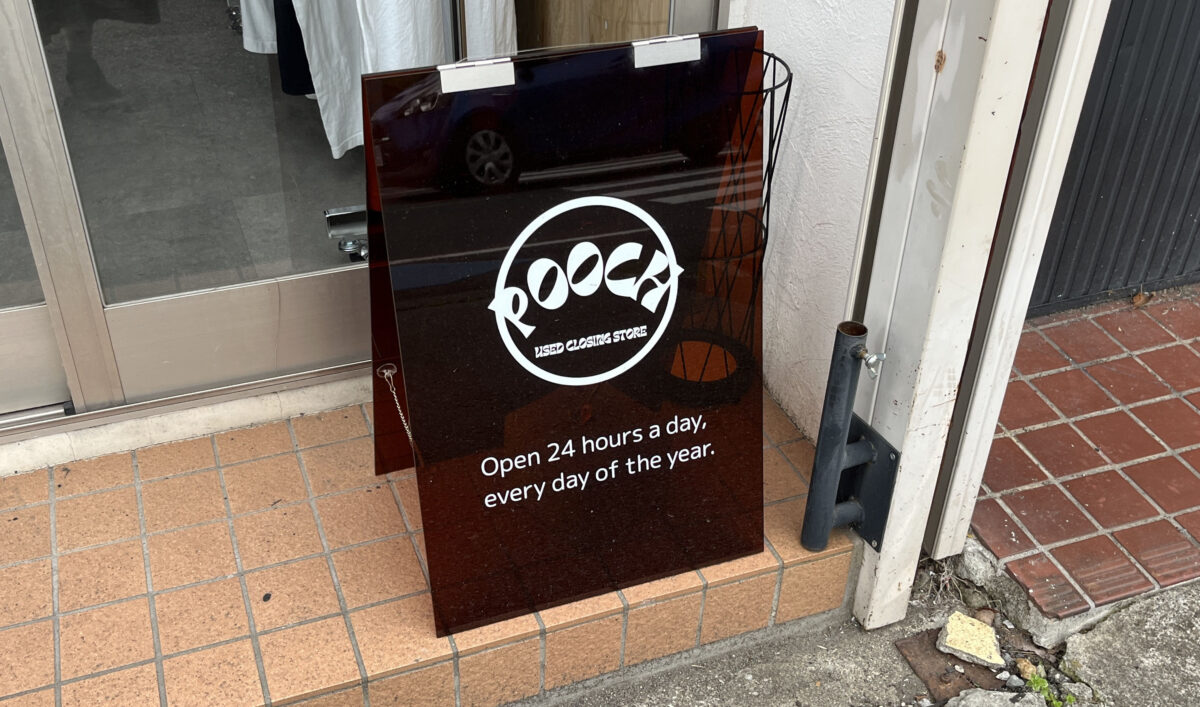 POOCH
USED CLOSING STORE
Open 24 hours a day,
every day of the year.